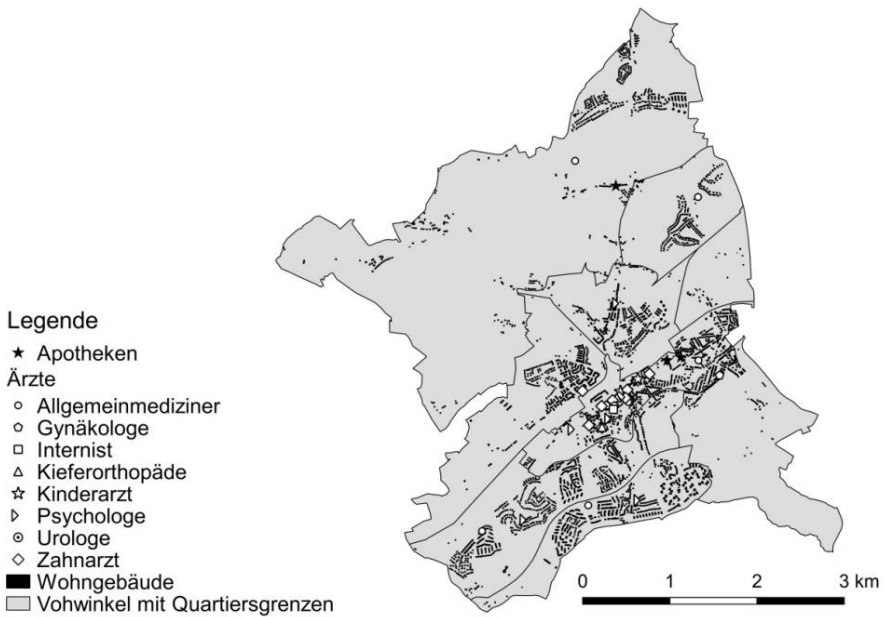 Legende
Apotheken
Ärzte
Allgemeinmediziner
Gynäkologe
Internist
Kieferorthopäde
Kinderarzt
Psychologe
Urologe
Zahnarzt
Wohngebäude
Vohwinkel mit Quartiersgrenzen
0 1 2 3 km